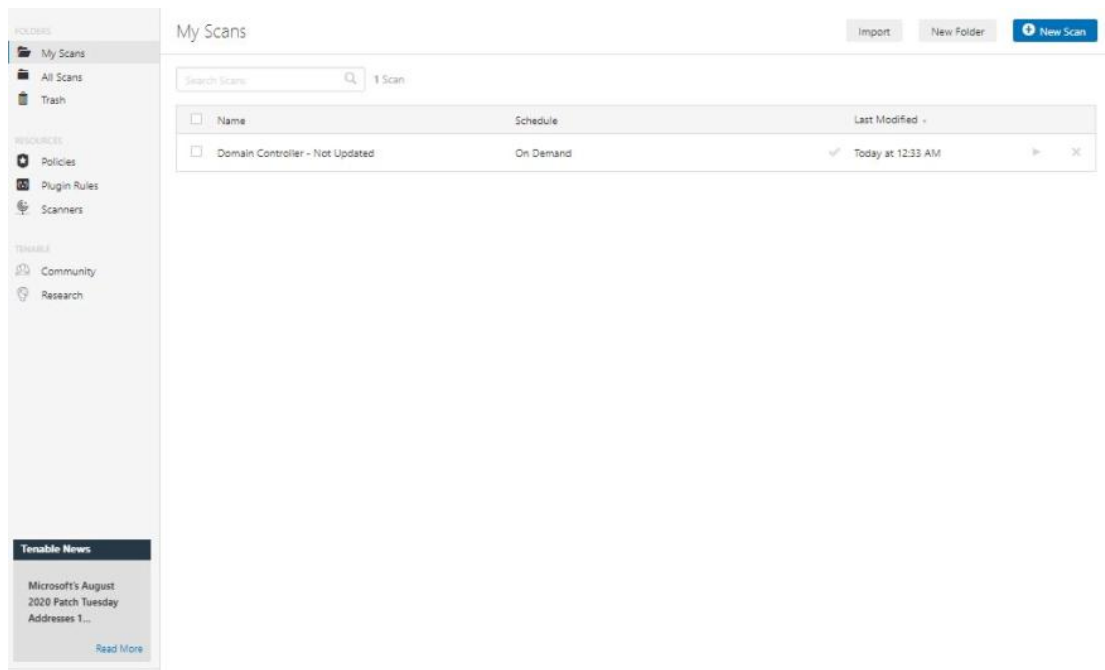 FOLDERS
My Scans
All Scans
Trash
RESOURCES
Policies
Plugin Rules
Scanners
TENABLE
Community
Research
Tenable News
Microsoft's August
2020 Patch Tuesday
Addresses 1...
Read More
My Scans
Import
New Folder
New Scan
Search Scans
1 Scan
Name Schedule Last Modified
Domain Controller - Not Updated On Demand Today at 12:33 AM